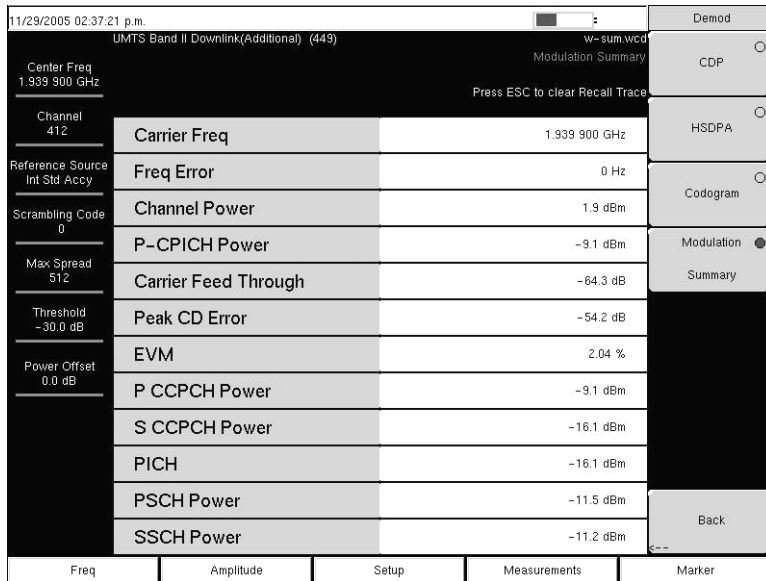 11/29/2005 02:37:21 p.m.
UMTS Band II Downlink(Additional) (449)
w-sum.wcd
Modulation Summary
Press ESC to clear Recall Trace
Center Freq
1.939 900 GHz
Channel
412
Reference Source
Int Std Accy
Scrambling Code
0
Max Spread
512
Threshold
-30.0 dB
Power Offset
0.0 dB
Carrier Freq 1.939 900 GHz
Freq Error 0 Hz
Channel Power 1.9 dBm
P-CPICH Power -9.1 dBm
Carrier Feed Through -64.3 dB
Peak CD Error -54.2 dB
EVM 2.04 %
P CCPCH Power -9.1 dBm
S CCPCH Power -16.1 dBm
PICH -16.1 dBm
PSCH Power -11.5 dBm
SSCH Power -11.2 dBm
Demod
CDP
HSDPA
Codogram
Modulation
Summary
Back
<--
Freq Amplitude Setup Measurements Marker